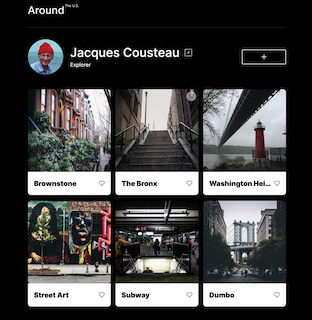 Around The U.S.
Jacques Cousteau
Explorer
Brownstone
The Bronx
Washington Hei...
Street Art
Subway
Dumbo